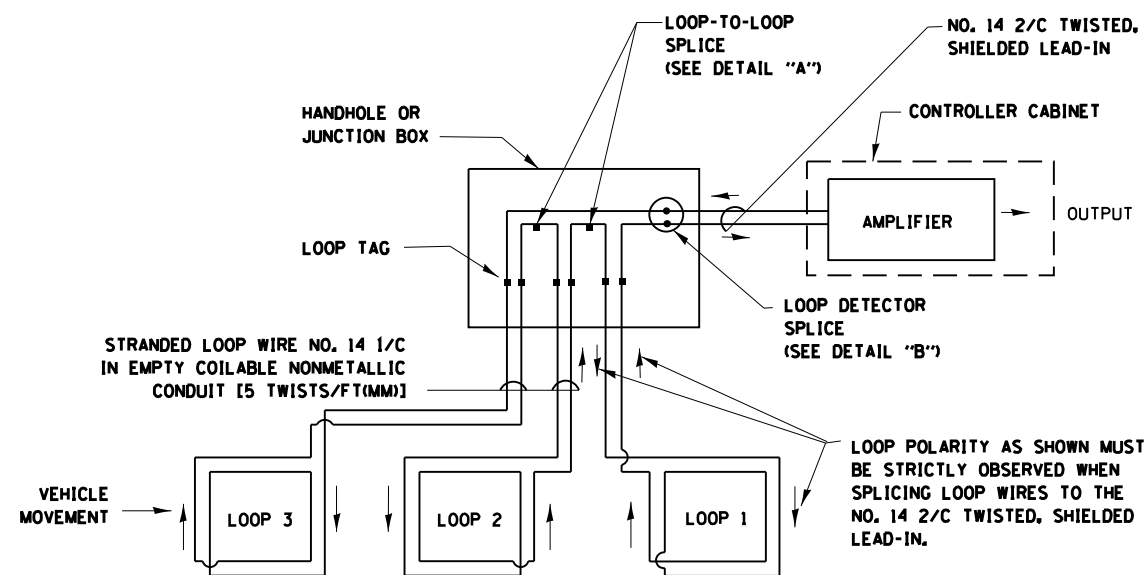 LOOP-TO-LOOP
SPLICE
(SEE DETAIL "A")
NO. 14 2/C TWISTED,
SHIELDED LEAD-IN
HANDHOLE OR
JUNCTION BOX
CONTROLLER CABINET
AMPLIFIER
OUTPUT
LOOP TAG
LOOP DETECTOR
SPLICE
(SEE DETAIL "B")
STRANDED LOOP WIRE NO. 14 1/C
IN EMPTY COILABLE NONMETALLIC
CONDUIT [5 TWISTS/FT(MM)]
LOOP POLARITY AS SHOWN MUST
BE STRICTLY OBSERVED WHEN
SPLICING LOOP WIRES TO THE
NO. 14 2/C TWISTED, SHIELDED
LEAD-IN.
VEHICLE
MOVEMENT
LOOP 3
LOOP 2
LOOP 1